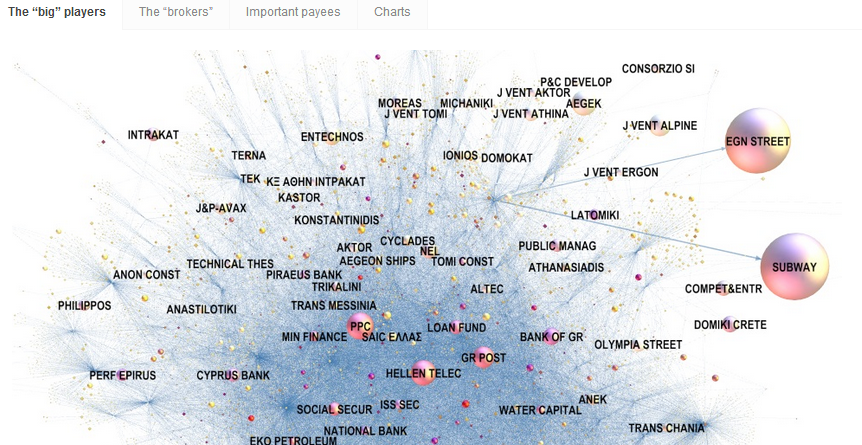 The “big” players
The “brokers”
Important payees
Charts
CONSORZIO SI
P&C DEVELOP
J VENT AKTOR
MOREAS
MICHANIKI
AEGEK
J VENT TOMI
J VENT ATHINA
J VENT ALPINE
INTRAKAT
ENTECHNOS
EGN STREET
TERNA
IONIOS
DOMOKAT
J VENT ERGON
TEK
ΚΞ ΑΘΗΝ ΙΝΤΡΑΚΑΤ
KASTOR
J&P-AVAX
KONSTANTINIDIS
LATOMIKI
CYCLADES
AKTOR
NEL
PUBLIC MANAG
AEGEON SHIPS
TOMI CONST
TECHNICAL THES
ATHANASIADIS
SUBWAY
ANON CONST
PIRAEUS BANK
TRIKALINI
ALTEC
COMPET&ENTR
PHILIPPOS
ANASTILOTIKI
TRANS MESSINIA
PPC
LOAN FUND
DOMIKI CRETE
MIN FINANCE
SAIC ΕΛΛΑΣ
BANK OF GR
OLYMPIA STREET
GR POST
PERF EPIRUS
CYPRUS BANK
HELLEN TELEC
ANEK
SOCIAL SECUR
ISS SEC
WATER CAPITAL
NATIONAL BANK
TRANS CHANIA
EKO PETROLEUM